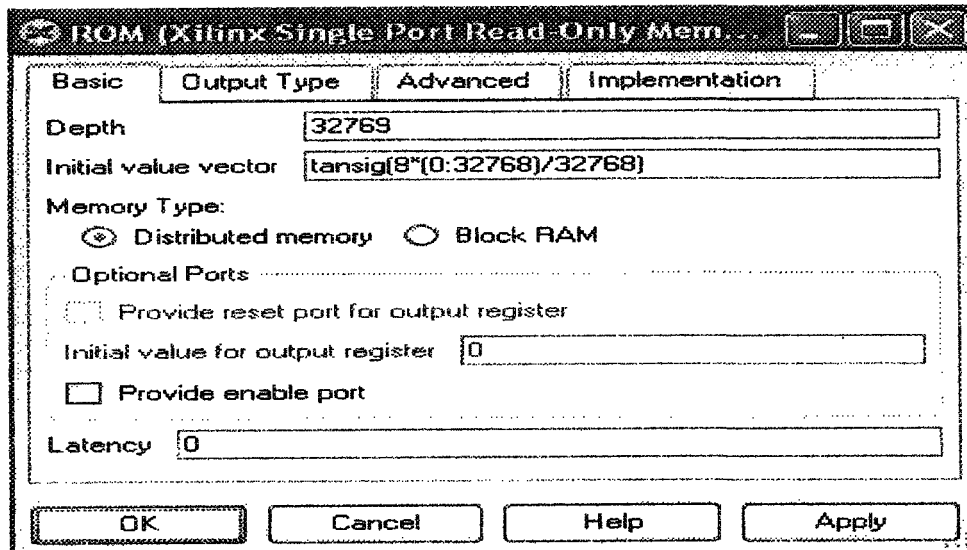 ROM (Xilinx Single Port Read-Only Mem...
Basic Output Type Advanced Implementation
Depth 32769
Initial value vector tansig(8*(0:32768)/32768)
Memory Type:
Distributed memory Block RAM
Optional Ports
Provide reset port for output register
Initial value for output register 0
Provide enable port
Latency 0
OK Cancel Help Apply